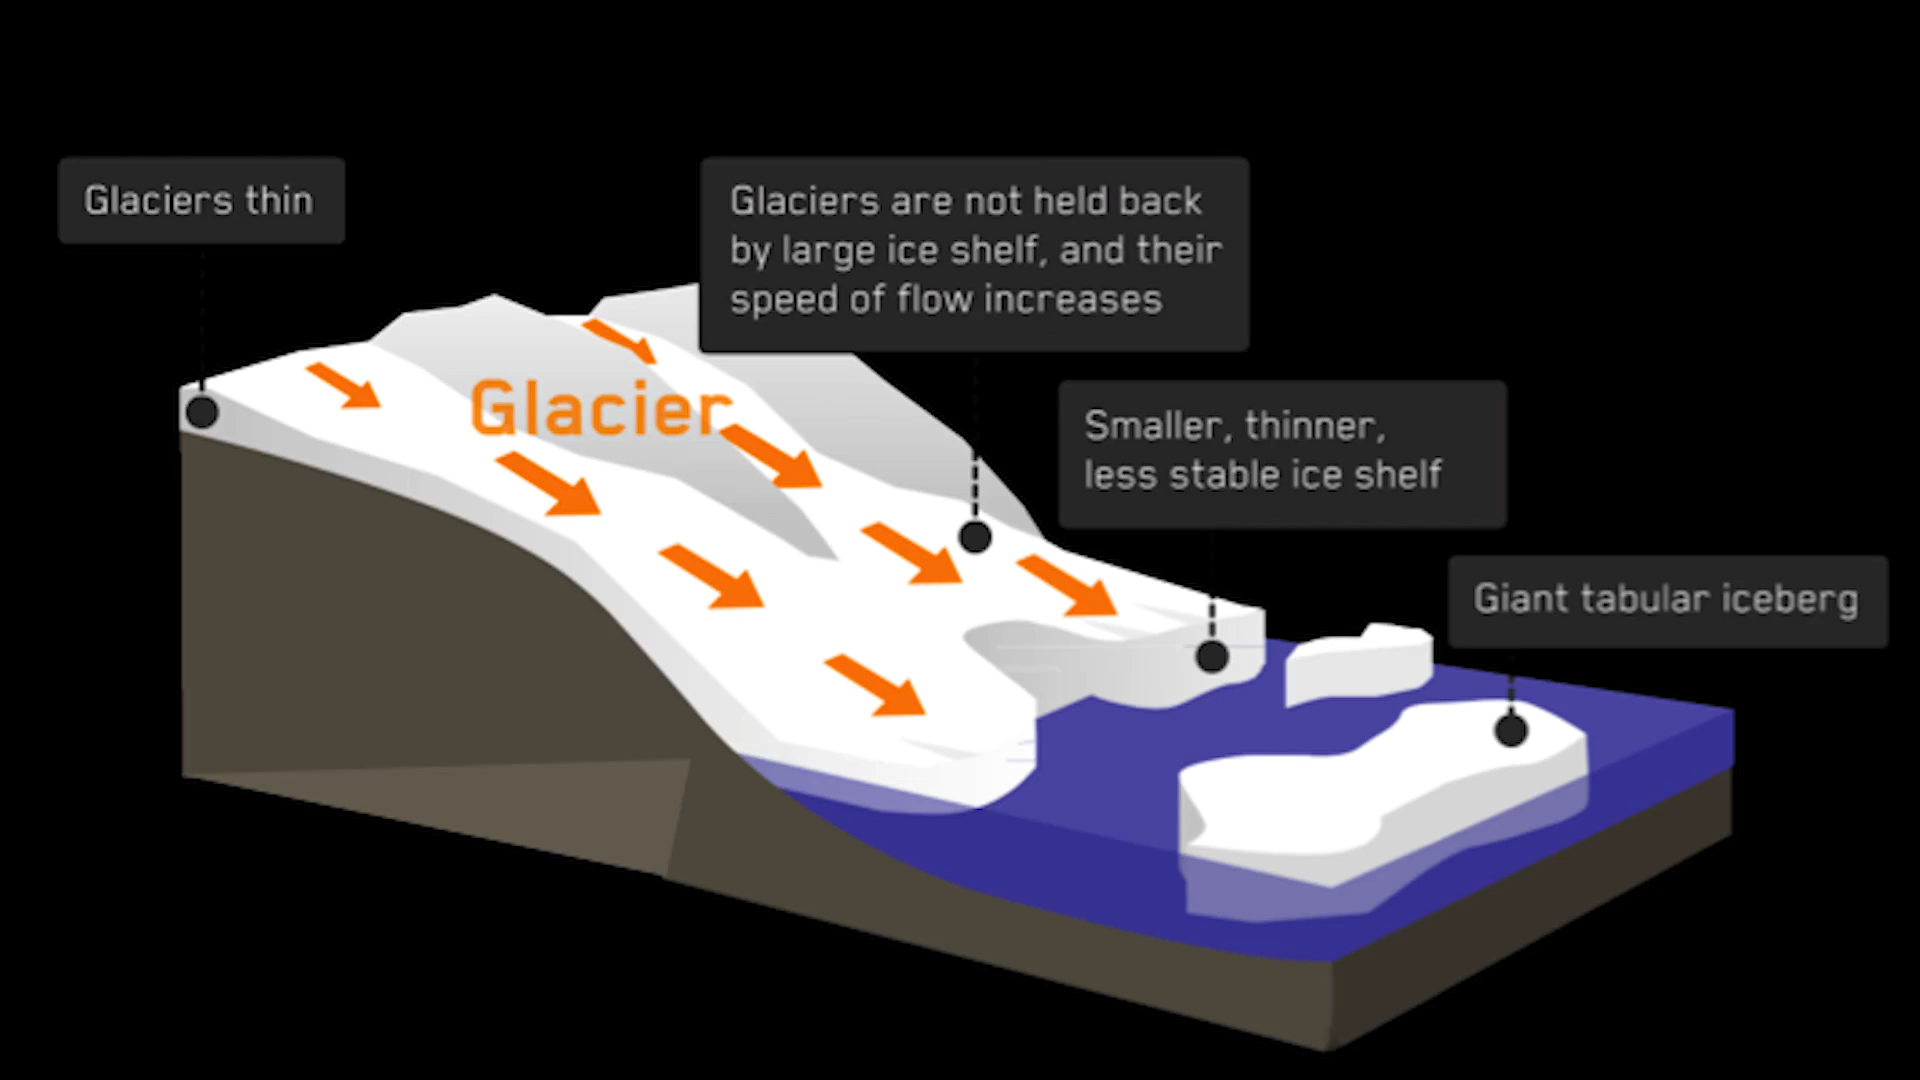 Glaciers thin
Glaciers are not held back
by large ice shelf, and their
speed of flow increases
Glacier
Smaller, thinner,
less stable ice shelf
Giant tabular iceberg